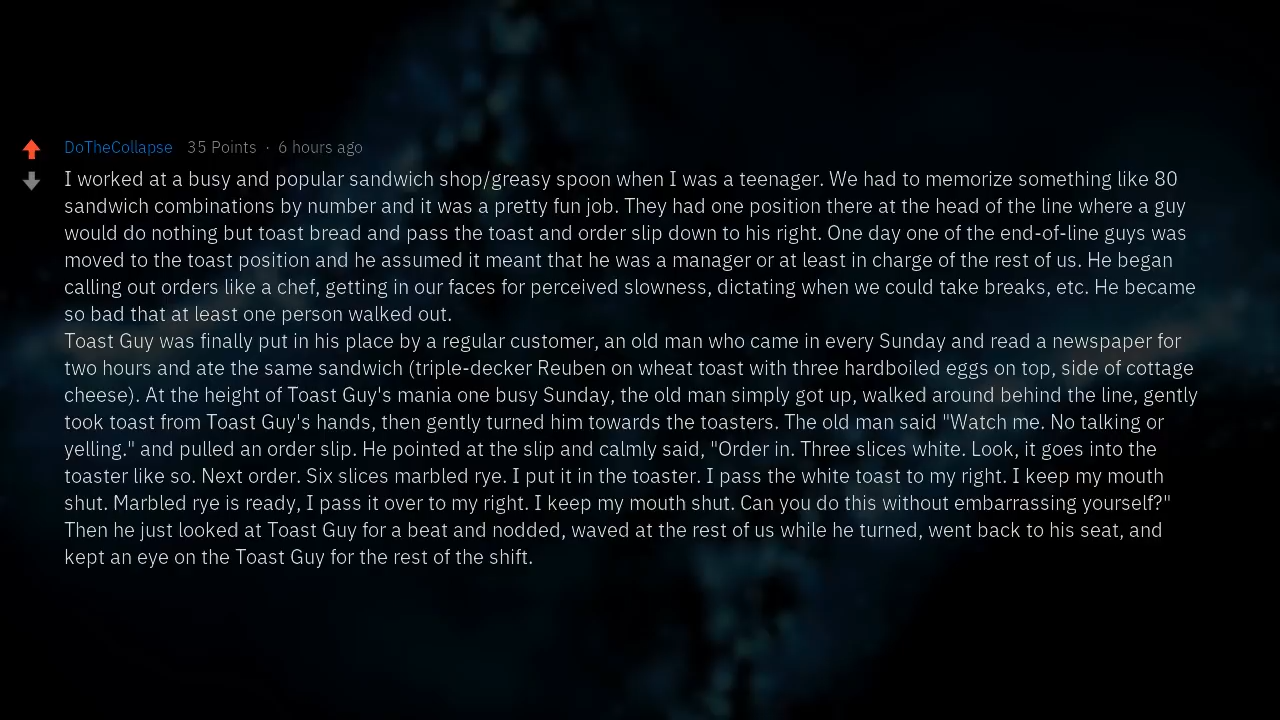 DoTheCollapse 35 Points · 6 hours ago
I worked at a busy and popular sandwich shop/greasy spoon when I was a teenager. We had to memorize something like 80
sandwich combinations by number and it was a pretty fun job. They had one position there at the head of the line where a guy
would do nothing but toast bread and pass the toast and order slip down to his right. One day one of the end-of-line guys was
moved to the toast position and he assumed it meant that he was a manager or at least in charge of the rest of us. He began
calling out orders like a chef, getting in our faces for perceived slowness, dictating when we could take breaks, etc. He became
so bad that at least one person walked out.
Toast Guy was finally put in his place by a regular customer, an old man who came in every Sunday and read a newspaper for
two hours and ate the same sandwich (triple-decker Reuben on wheat toast with three hardboiled eggs on top, side of cottage
cheese). At the height of Toast Guy's mania one busy Sunday, the old man simply got up, walked around behind the line, gently
took toast from Toast Guy's hands, then gently turned him towards the toasters. The old man said "Watch me. No talking or
yelling." and pulled an order slip. He pointed at the slip and calmly said, "Order in. Three slices white. Look, it goes into the
toaster like so. Next order. Six slices marbled rye. I put it in the toaster. I pass the white toast to my right. I keep my mouth
shut. Marbled rye is ready, I pass it over to my right. I keep my mouth shut. Can you do this without embarrassing yourself?"
Then he just looked at Toast Guy for a beat and nodded, waved at the rest of us while he turned, went back to his seat, and
kept an eye on the Toast Guy for the rest of the shift.